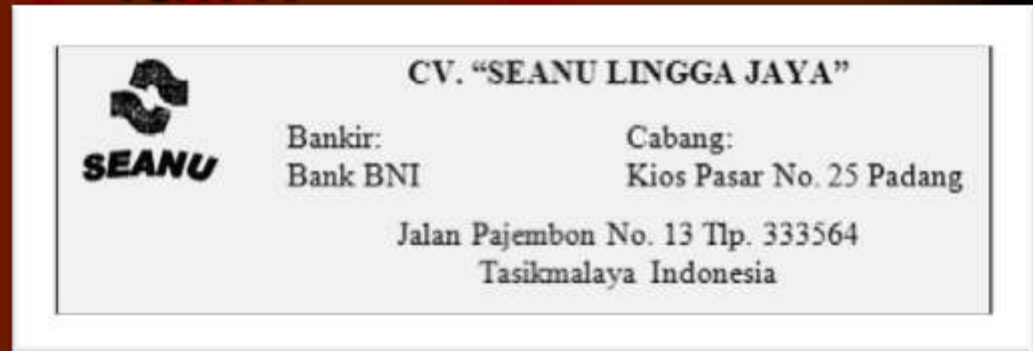 CV. “SEANU LINGGA JAYA”
SEANU
Bankir:
Bank BNI
Cabang:
Kios Pasar No. 25 Padang
Jalan Pajembon No. 13 Tlp. 333564
Tasikmalaya Indonesia